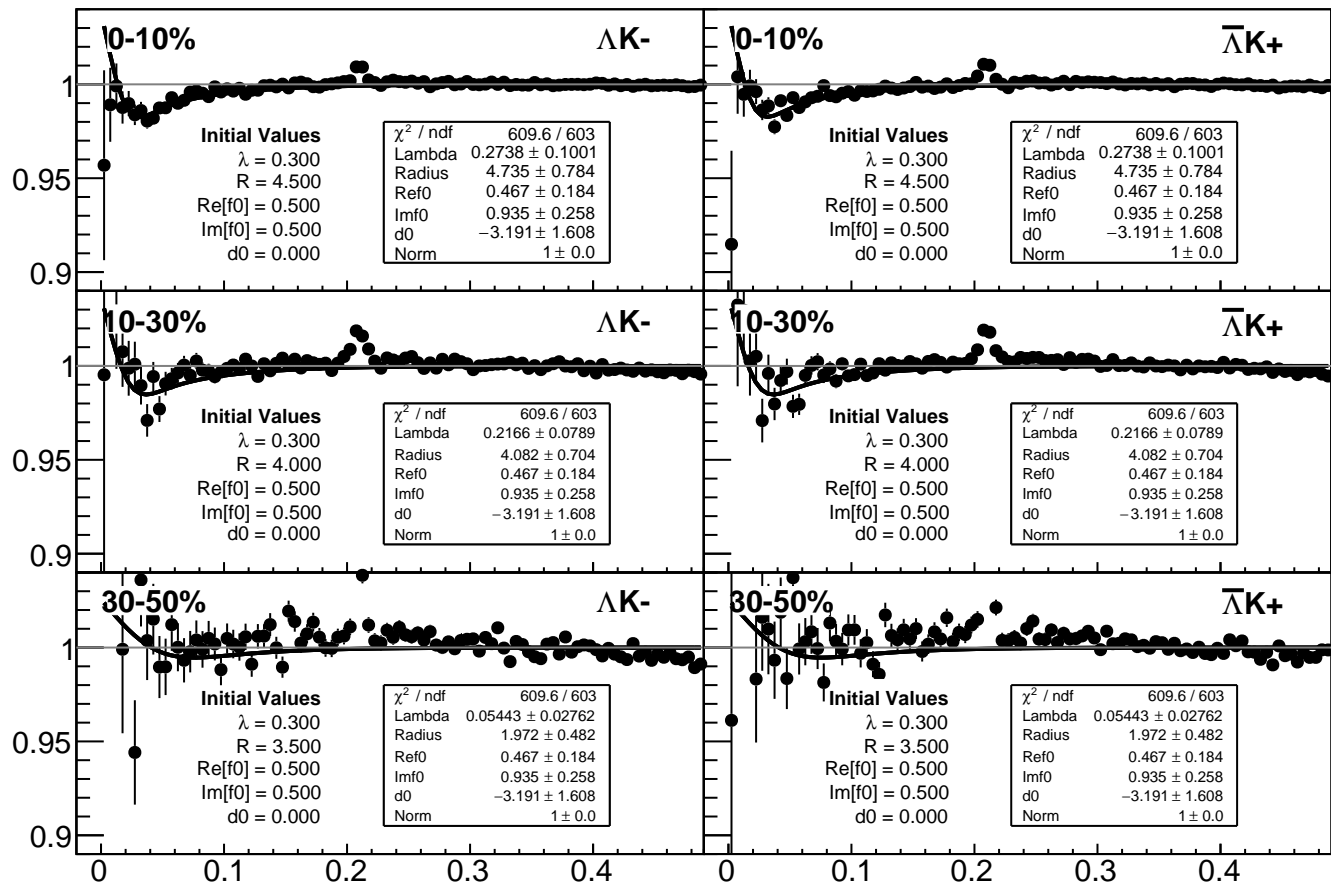 0-10%
ΛK-
1
0.95
0.9
Initial Values
λ = 0.300
R = 4.500
Re[f0] = 0.500
Im[f0] = 0.500
d0 = 0.000
χ² / ndf 609.6 / 603
Lambda 0.2738 ± 0.1001
Radius 4.735 ± 0.784
Ref0 0.467 ± 0.184
Imf0 0.935 ± 0.258
d0 −3.191 ± 1.608
Norm 1 ± 0.0
0-10%
Λ̅K+
Initial Values
λ = 0.300
R = 4.500
Re[f0] = 0.500
Im[f0] = 0.500
d0 = 0.000
χ² / ndf 609.6 / 603
Lambda 0.2738 ± 0.1001
Radius 4.735 ± 0.784
Ref0 0.467 ± 0.184
Imf0 0.935 ± 0.258
d0 −3.191 ± 1.608
Norm 1 ± 0.0
10-30%
ΛK-
1
0.95
0.9
Initial Values
λ = 0.300
R = 4.000
Re[f0] = 0.500
Im[f0] = 0.500
d0 = 0.000
χ² / ndf 609.6 / 603
Lambda 0.2166 ± 0.0789
Radius 4.082 ± 0.704
Ref0 0.467 ± 0.184
Imf0 0.935 ± 0.258
d0 −3.191 ± 1.608
Norm 1 ± 0.0
10-30%
Λ̅K+
Initial Values
λ = 0.300
R = 4.000
Re[f0] = 0.500
Im[f0] = 0.500
d0 = 0.000
χ² / ndf 609.6 / 603
Lambda 0.2166 ± 0.0789
Radius 4.082 ± 0.704
Ref0 0.467 ± 0.184
Imf0 0.935 ± 0.258
d0 −3.191 ± 1.608
Norm 1 ± 0.0
30-50%
ΛK-
1
0.95
0.9
Initial Values
λ = 0.300
R = 3.500
Re[f0] = 0.500
Im[f0] = 0.500
d0 = 0.000
χ² / ndf 609.6 / 603
Lambda 0.05443 ± 0.02762
Radius 1.972 ± 0.482
Ref0 0.467 ± 0.184
Imf0 0.935 ± 0.258
d0 −3.191 ± 1.608
Norm 1 ± 0.0
30-50%
Λ̅K+
Initial Values
λ = 0.300
R = 3.500
Re[f0] = 0.500
Im[f0] = 0.500
d0 = 0.000
χ² / ndf 609.6 / 603
Lambda 0.05443 ± 0.02762
Radius 1.972 ± 0.482
Ref0 0.467 ± 0.184
Imf0 0.935 ± 0.258
d0 −3.191 ± 1.608
Norm 1 ± 0.0
0 0.1 0.2 0.3 0.4
0 0.1 0.2 0.3 0.4